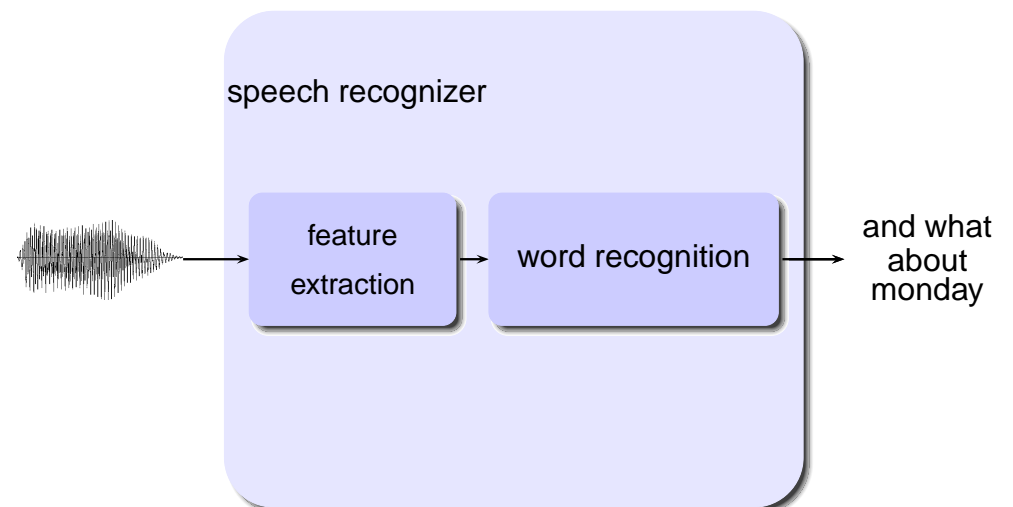 speech recognizer
feature
extraction
word recognition
and what
about
monday